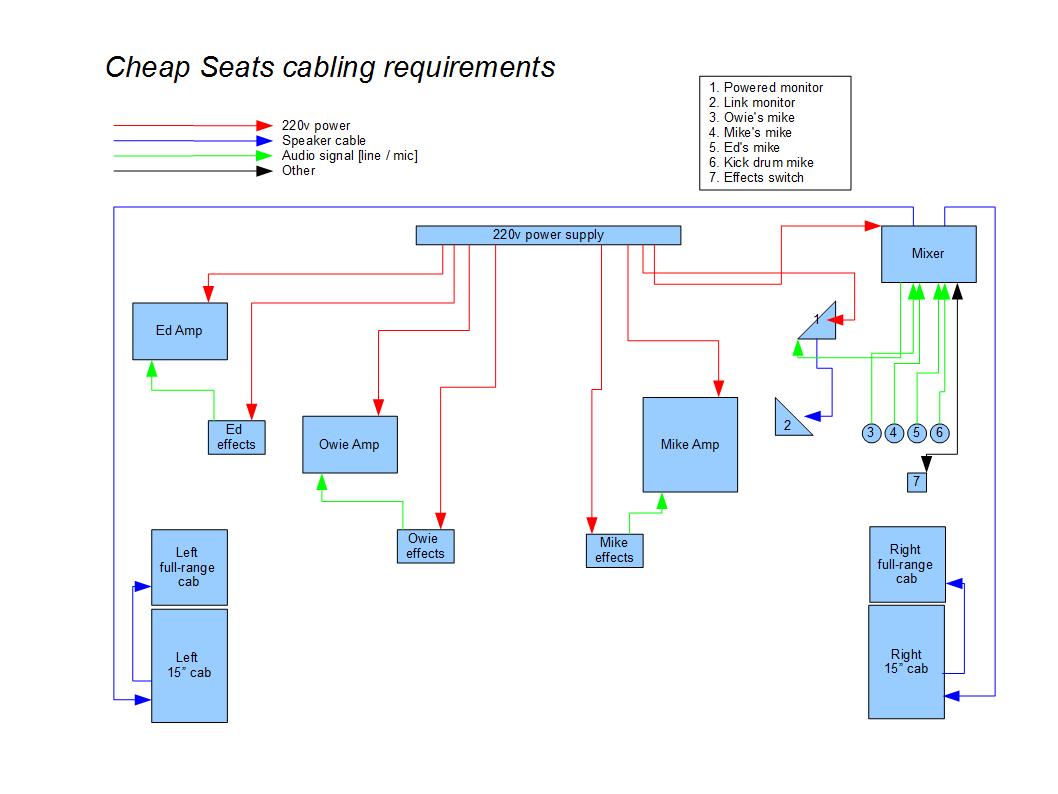 Cheap Seats cabling requirements
220v power
Speaker cable
Audio signal [line / mic]
Other
1. Powered monitor
2. Link monitor
3. Owie's mike
4. Mike's mike
5. Ed's mike
6. Kick drum mike
7. Effects switch
220v power supply
Mixer
Ed Amp
1
Ed
effects
Owie Amp
Mike Amp
2
3
4
5
6
7
Owie
effects
Mike
effects
Left
full-range
cab
Right
full-range
cab
Left
15” cab
Right
15” cab